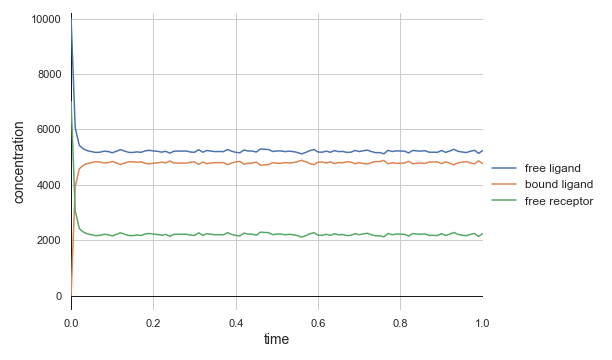 10000
8000
6000
4000
2000
0
concentration
0.0 0.2 0.4 0.6 0.8 1.0
time
free ligand
bound ligand
free receptor